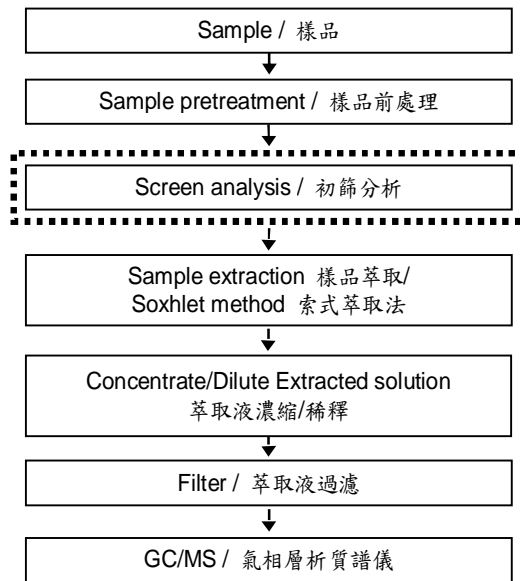 Sample / 樣品
Sample pretreatment / 樣品前處理
Screen analysis / 初篩分析
Sample extraction 樣品萃取/
Soxhlet method 索式萃取法
Concentrate/Dilute Extracted solution
萃取液濃縮/稀釋
Filter / 萃取液過濾
GC/MS / 氣相層析質譜儀